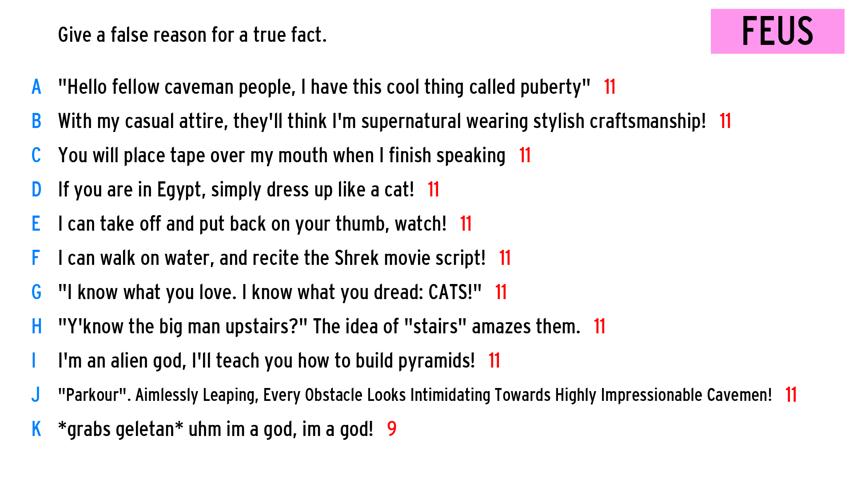 Give a false reason for a true fact.
FEUS
A "Hello fellow caveman people, I have this cool thing called puberty" 11
B With my casual attire, they'll think I'm supernatural wearing stylish craftsmanship! 11
C You will place tape over my mouth when I finish speaking 11
D If you are in Egypt, simply dress up like a cat! 11
E I can take off and put back on your thumb, watch! 11
F I can walk on water, and recite the Shrek movie script! 11
G "I know what you love. I know what you dread: CATS!" 11
H "Y'know the big man upstairs?" The idea of "stairs" amazes them. 11
I I'm an alien god, I'll teach you how to build pyramids! 11
J "Parkour". Aimlessly Leaping, Every Obstacle Looks Intimidating Towards Highly Impressionable Cavemen! 11
K *grabs geletan* uhm im a god, im a god! 9